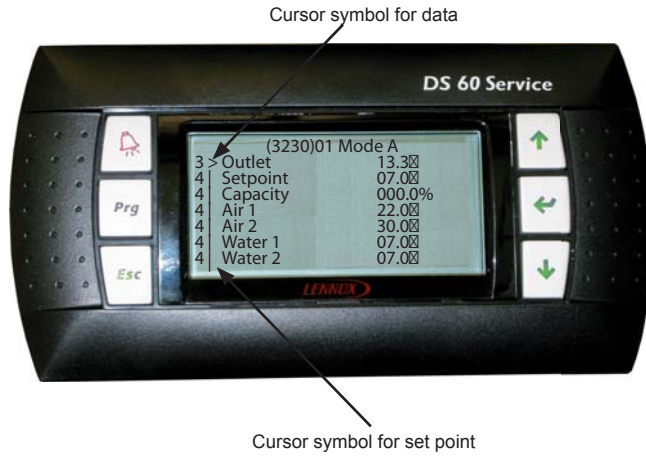 Cursor symbol for data
DS 60 Service
(3230)01 Mode A
3 > Outlet 13.3
4 | Setpoint 07.0
4 | Capacity 000.0%
4 | Air 1 22.0
4 | Air 2 30.0
4 | Water 1 07.0
4 | Water 2 07.0
Prg
Esc
LENNOX
Cursor symbol for set point